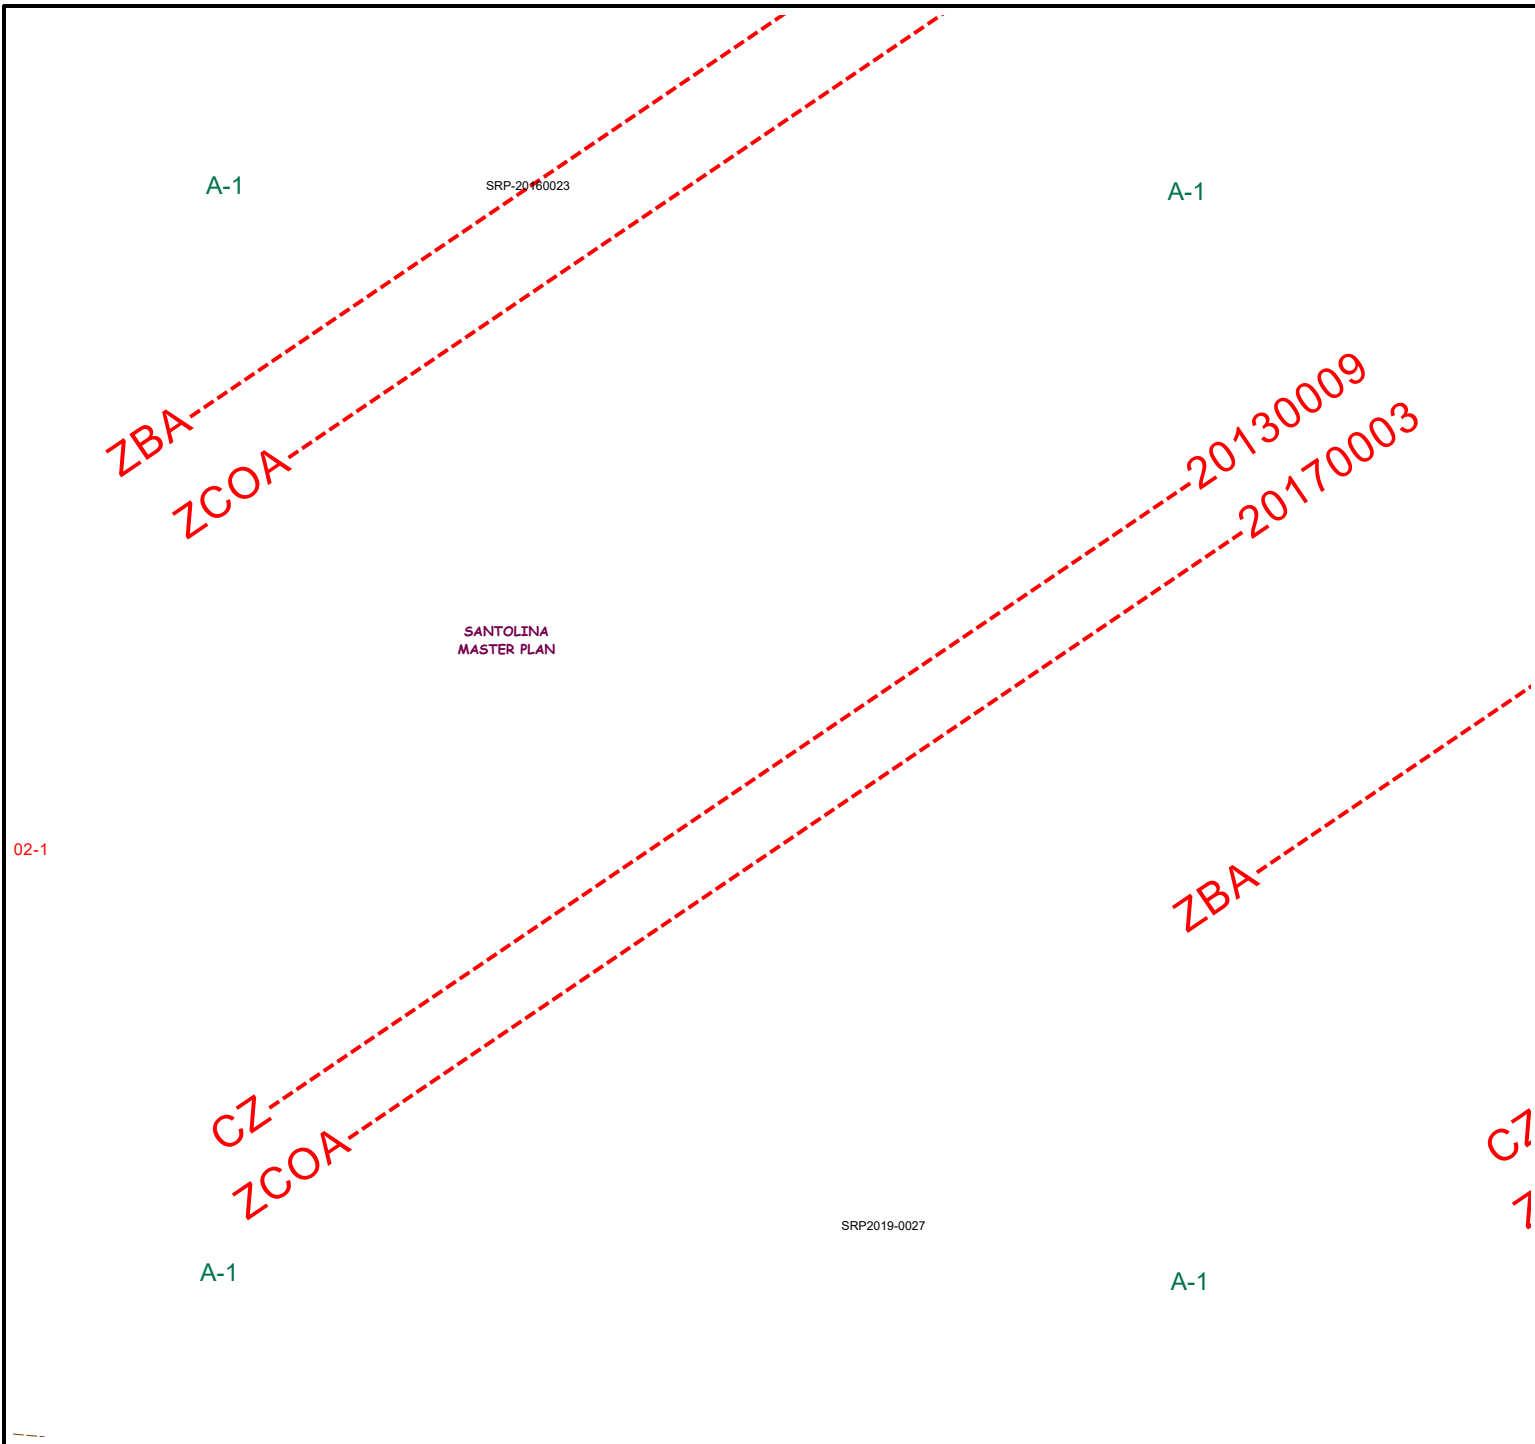 A-1
SRP-20160023
A-1
ZBA
ZCOA
20130009
20170003
SANTOLINA
MASTER PLAN
02-1
ZBA
CZ
ZCOA
CZ
SRP2019-0027
A-1
A-1